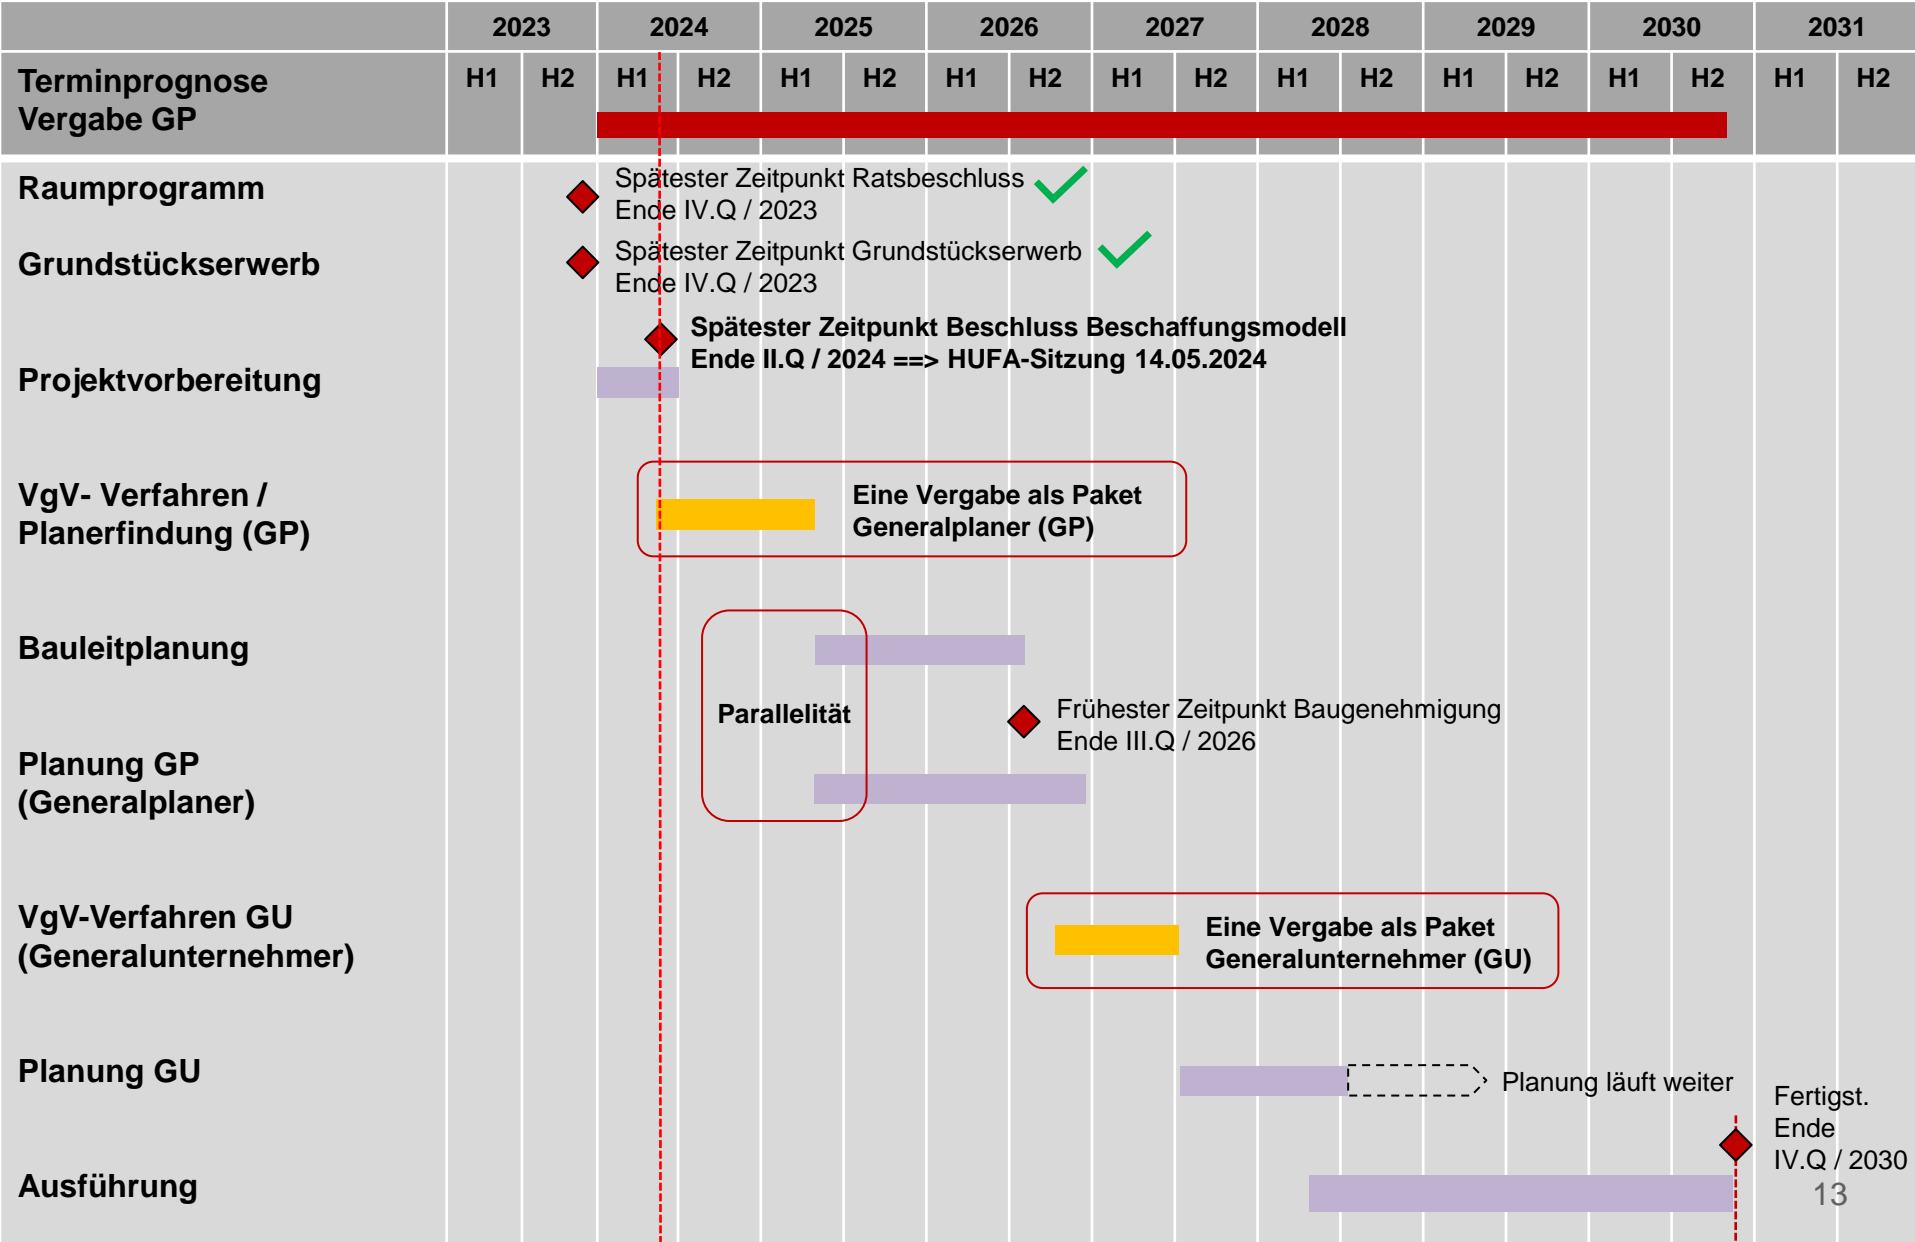 2023 2024 2025 2026 2027 2028 2029 2030 2031
Terminprognose
Vergabe GP
H1 H2 H1 H2 H1 H2 H1 H2 H1 H2 H1 H2 H1 H2 H1 H2 H1 H2
Raumprogramm
Spätester Zeitpunkt Ratsbeschluss
Ende IV.Q / 2023
Grundstückserwerb
Spätester Zeitpunkt Grundstückserwerb
Ende IV.Q / 2023
Spätester Zeitpunkt Beschluss Beschaffungsmodell
Ende II.Q / 2024 ==> HUFA-Sitzung 14.05.2024
Projektvorbereitung
VgV- Verfahren /
Planerfindung (GP)
Eine Vergabe als Paket
Generalplaner (GP)
Bauleitplanung
Parallelität
Frühester Zeitpunkt Baugenehmigung
Ende III.Q / 2026
Planung GP
(Generalplaner)
VgV-Verfahren GU
(Generalunternehmer)
Eine Vergabe als Paket
Generalunternehmer (GU)
Planung GU
Planung läuft weiter
Fertigst.
Ende
IV.Q / 2030
Ausführung
13